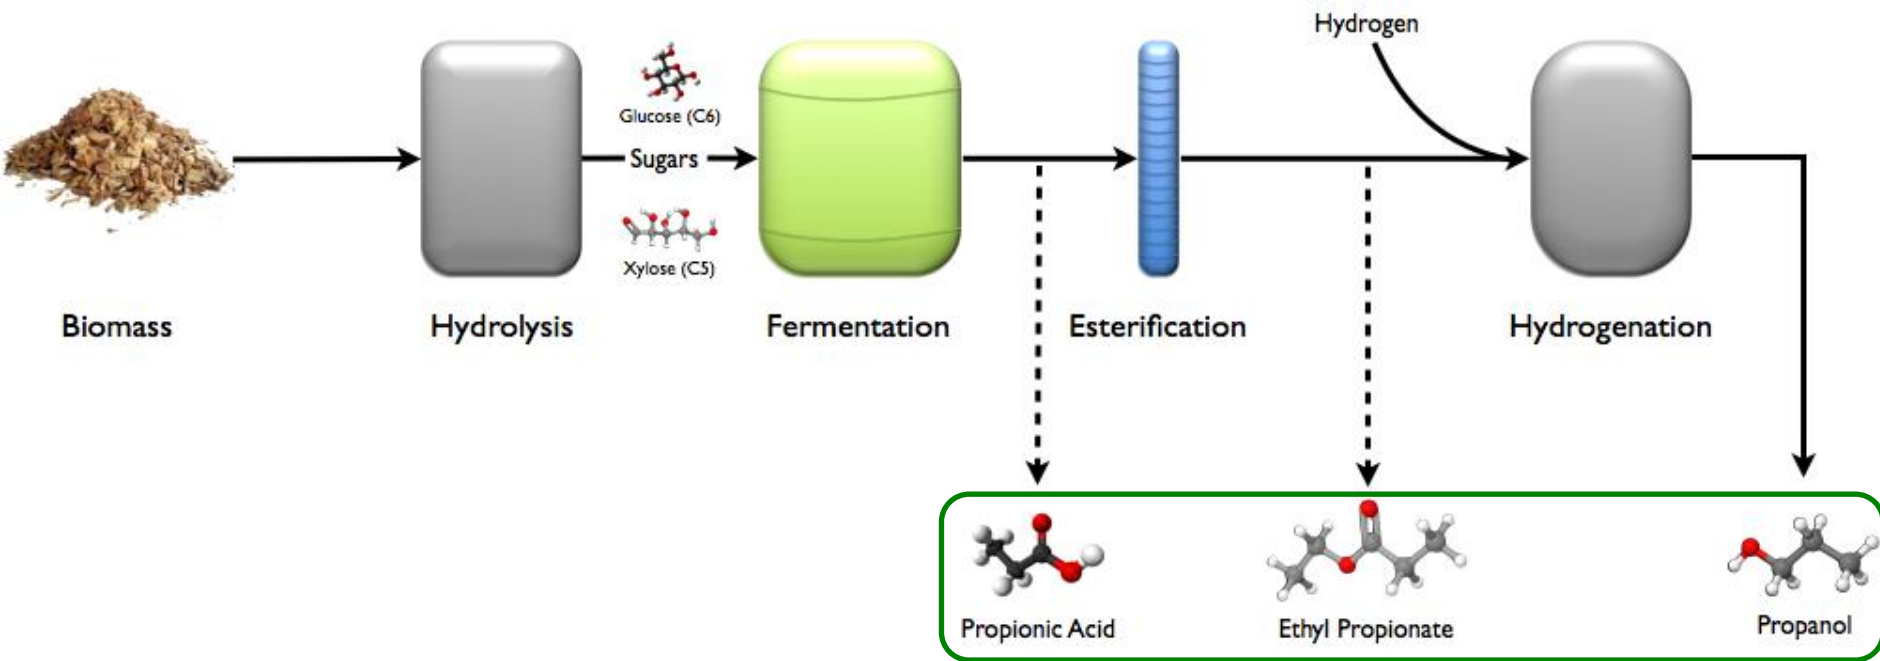 Hydrogen
Glucose (C6)
Sugars
Xylose (C5)
Biomass
Hydrolysis
Fermentation
Esterification
Hydrogenation
Propionic Acid
Ethyl Propionate
Propanol